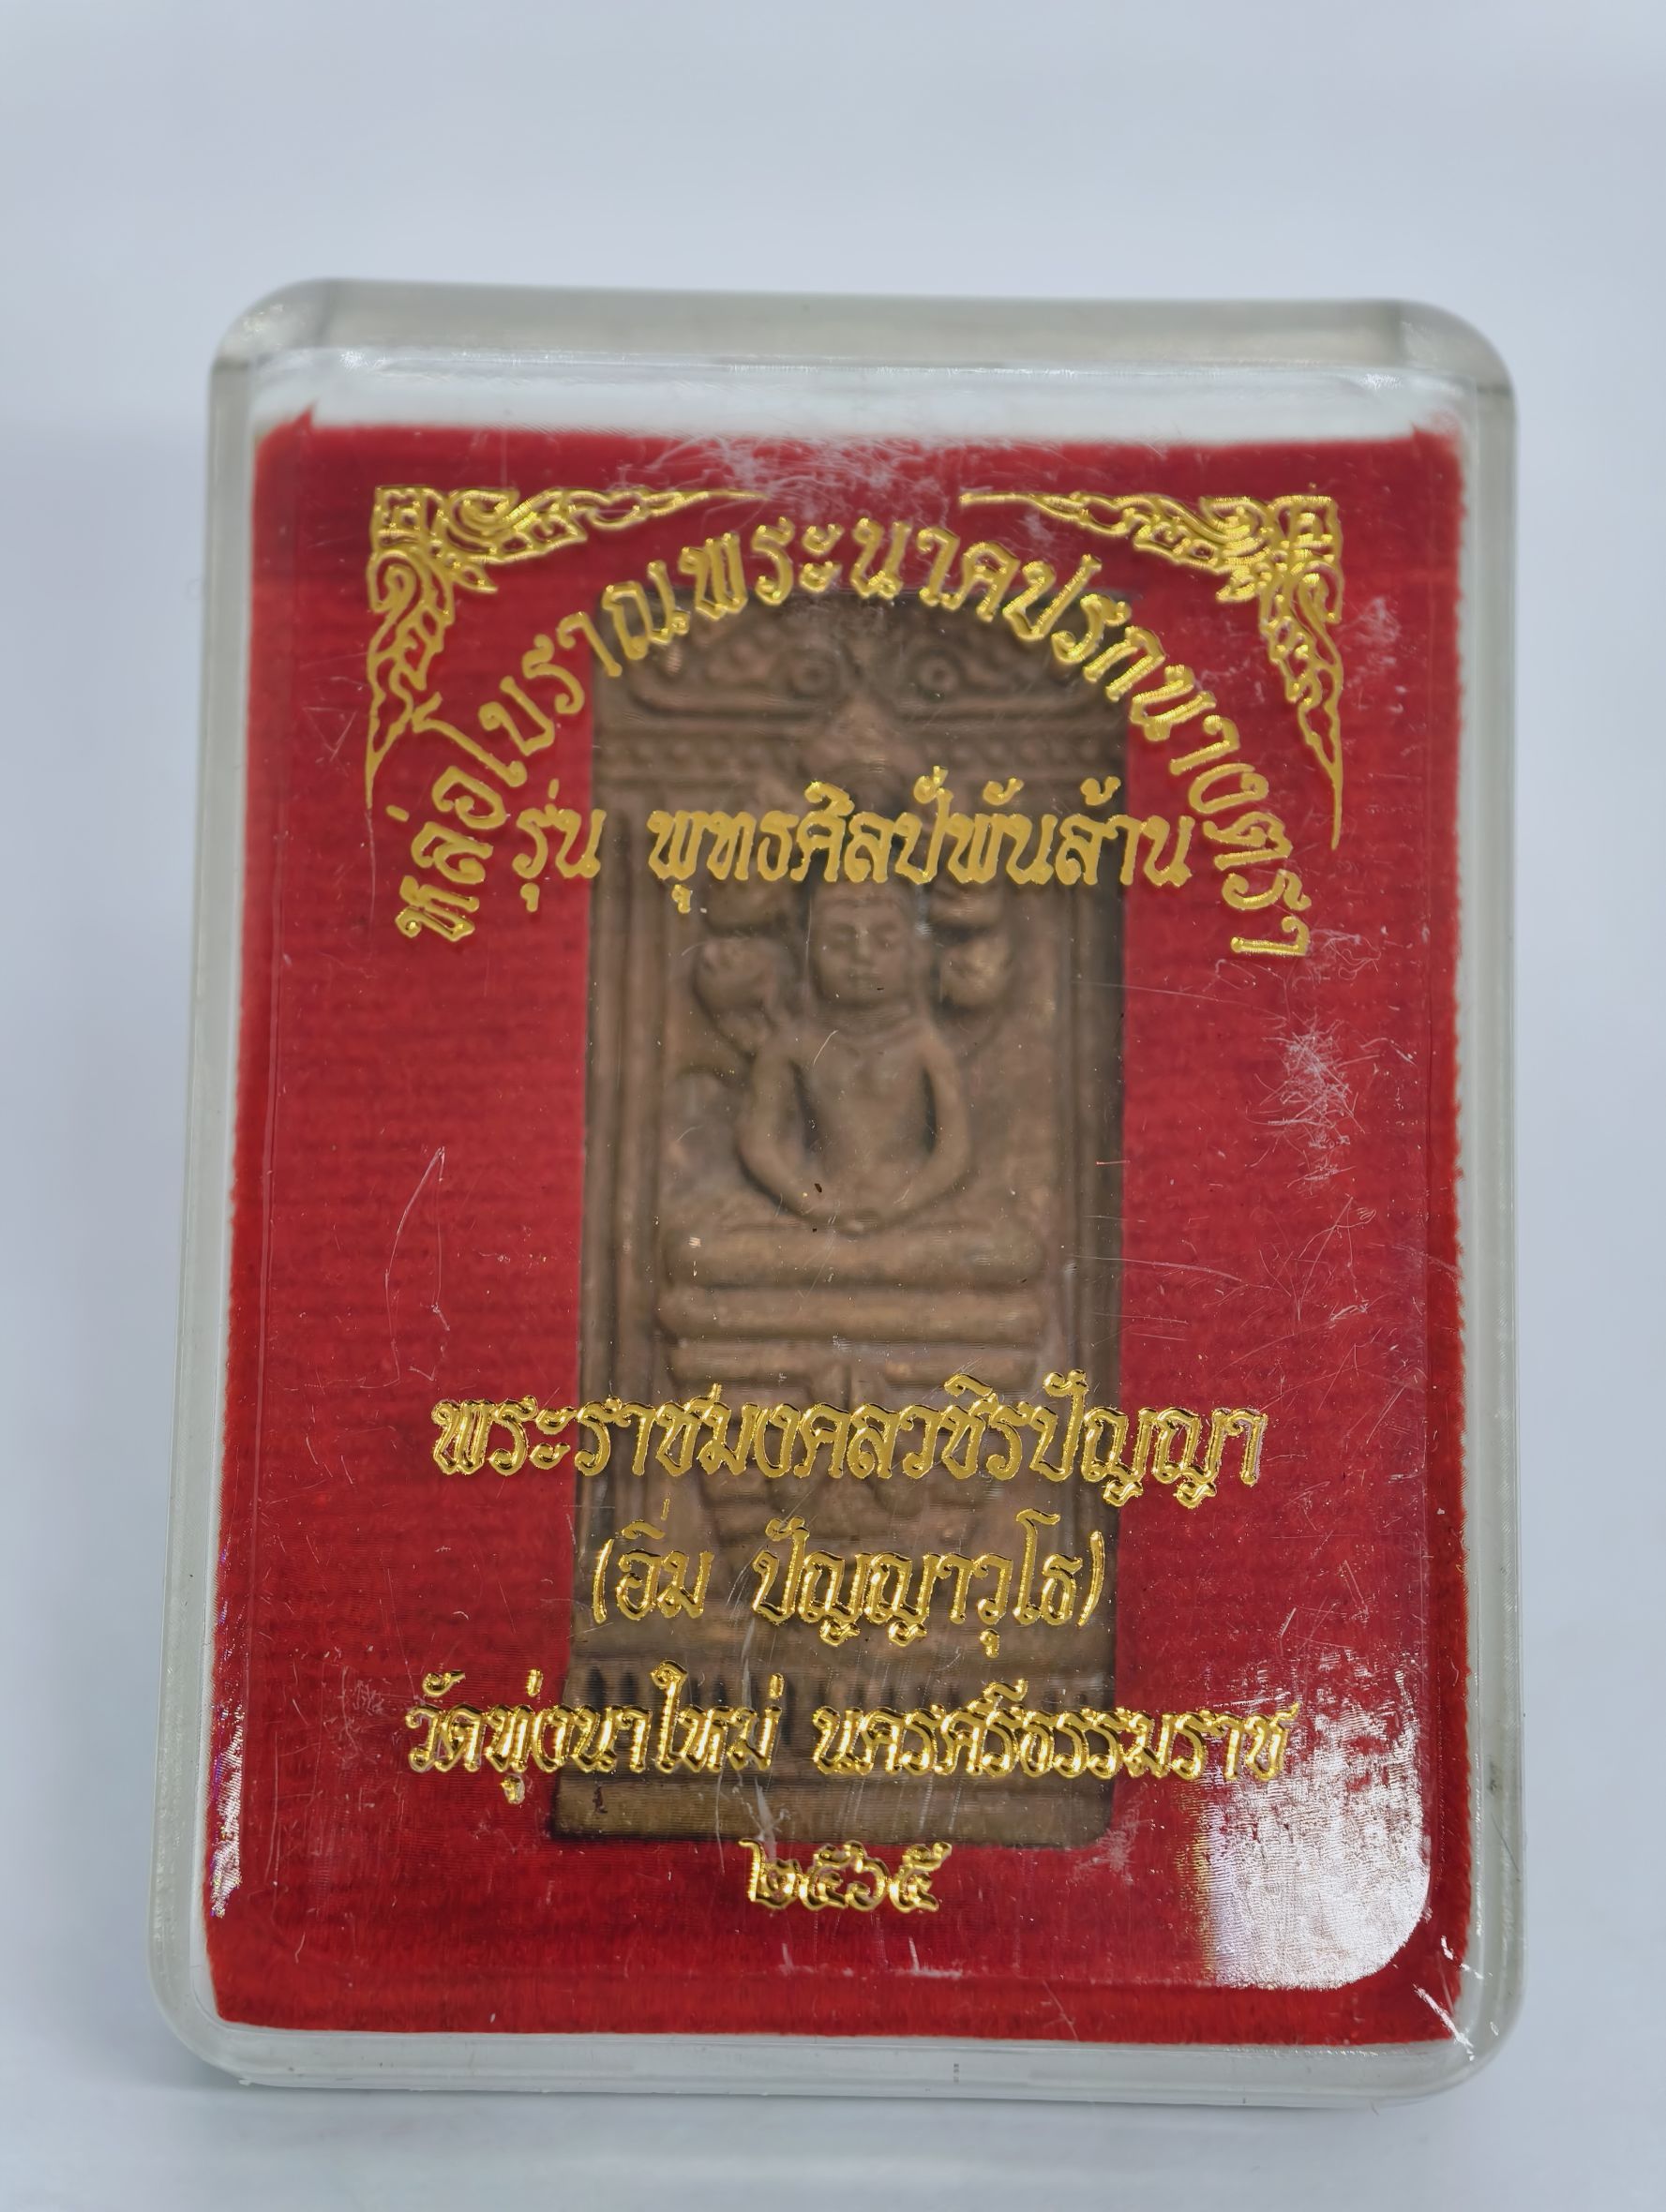 หล่อโบราณพระนาคปรกนางตรา
รุ่น พุทธศิลป์พันล้าน
พระราชมงคลวชิรปัญญา
(อิ่ม ปัญญาวุโธ)
วัดทุ่งนาใหม่ นครศรีธรรมราช
๒๕๖๕